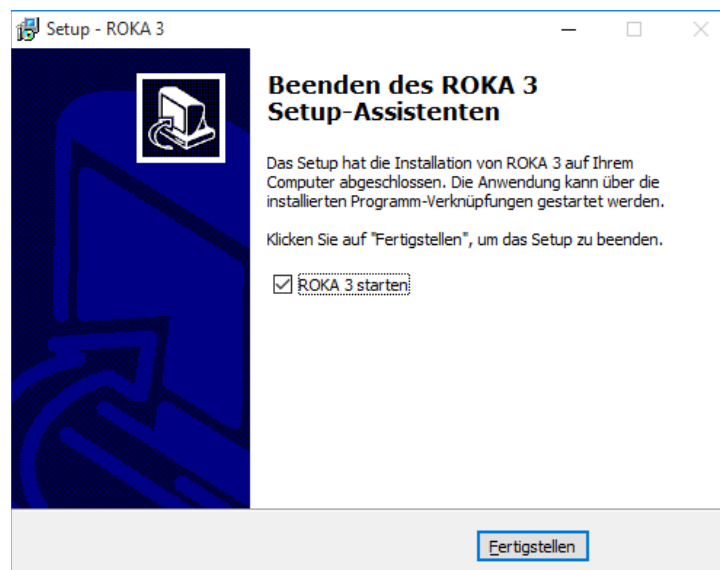 Setup - ROKA 3
Beenden des ROKA 3
Setup-Assistenten
Das Setup hat die Installation von ROKA 3 auf Ihrem
Computer abgeschlossen. Die Anwendung kann über die
installierten Programm-Verknüpfungen gestartet werden.
Klicken Sie auf "Fertigstellen", um das Setup zu beenden.
ROKA 3 starten
Fertigstellen